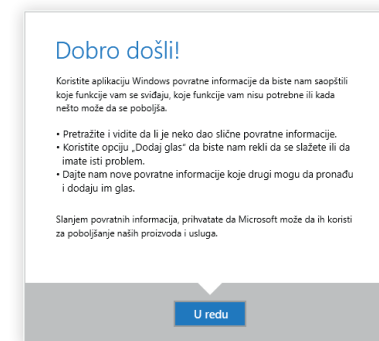 Dobro došli!
Koristite aplikaciju Windows povratne informacije da biste nam saopštili
koje funkcije vam se sviđaju, koje funkcije vam nisu potrebne ili kada
nešto može da se poboljša.
• Pretražite i vidite da li je neko dao slične povratne informacije.
• Koristite opciju „Dodaj glas“ da biste nam rekli da se slažete ili da
imate isti problem.
• Dajte nam nove povratne informacije koje drugi mogu da pronađu
i dodaju im glas.
Slanjem povratnih informacija, prihvatate da Microsoft može da ih koristi
za poboljšanje naših proizvoda i usluga.
U redu